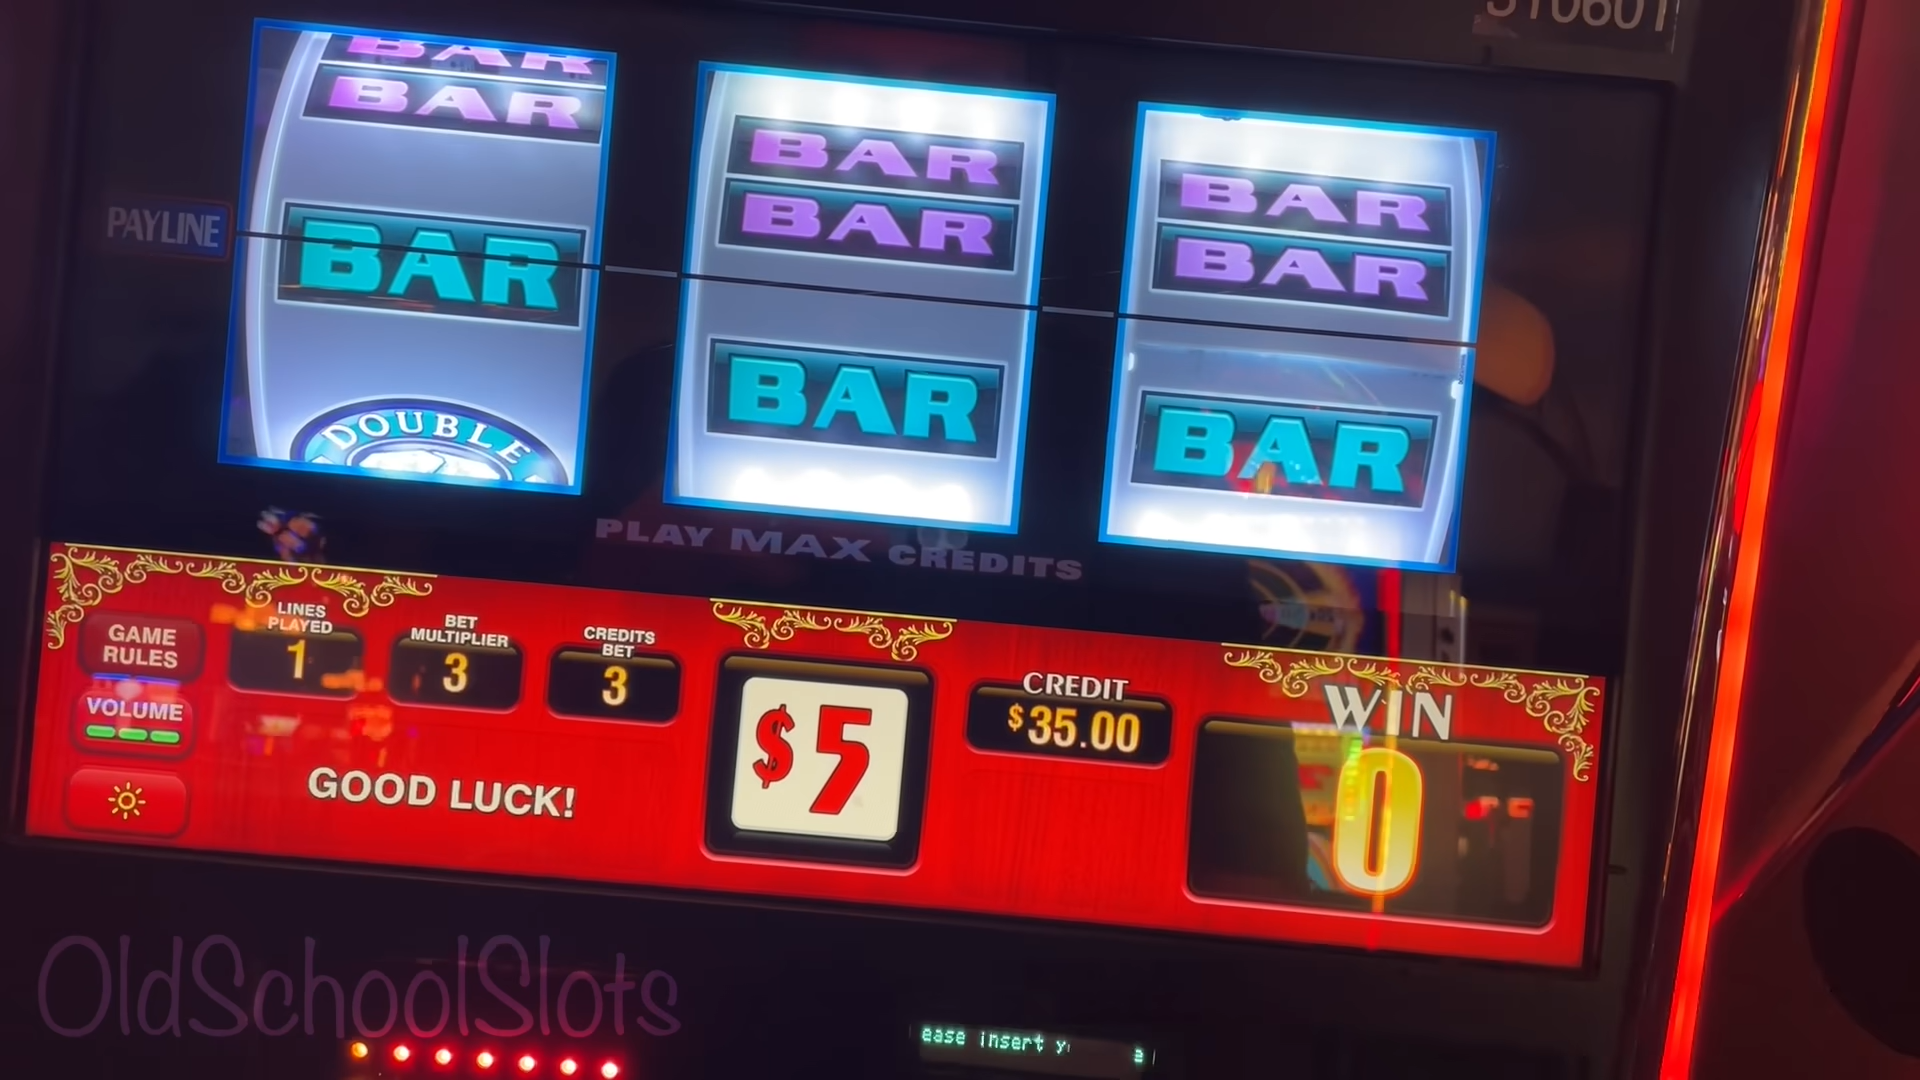 BAR
BAR
BAR
DOUBLE
BAR
BAR
BAR
BAR
BAR
BAR
PAYLINE
PLAY MAX CREDITS
GAME
RULES
VOLUME
LINES
PLAYED
1
BET
MULTIPLIER
3
CREDITS
BET
3
GOOD LUCK!
$5
CREDIT
$35.00
WIN
0
OldSchoolSlots
ease insert